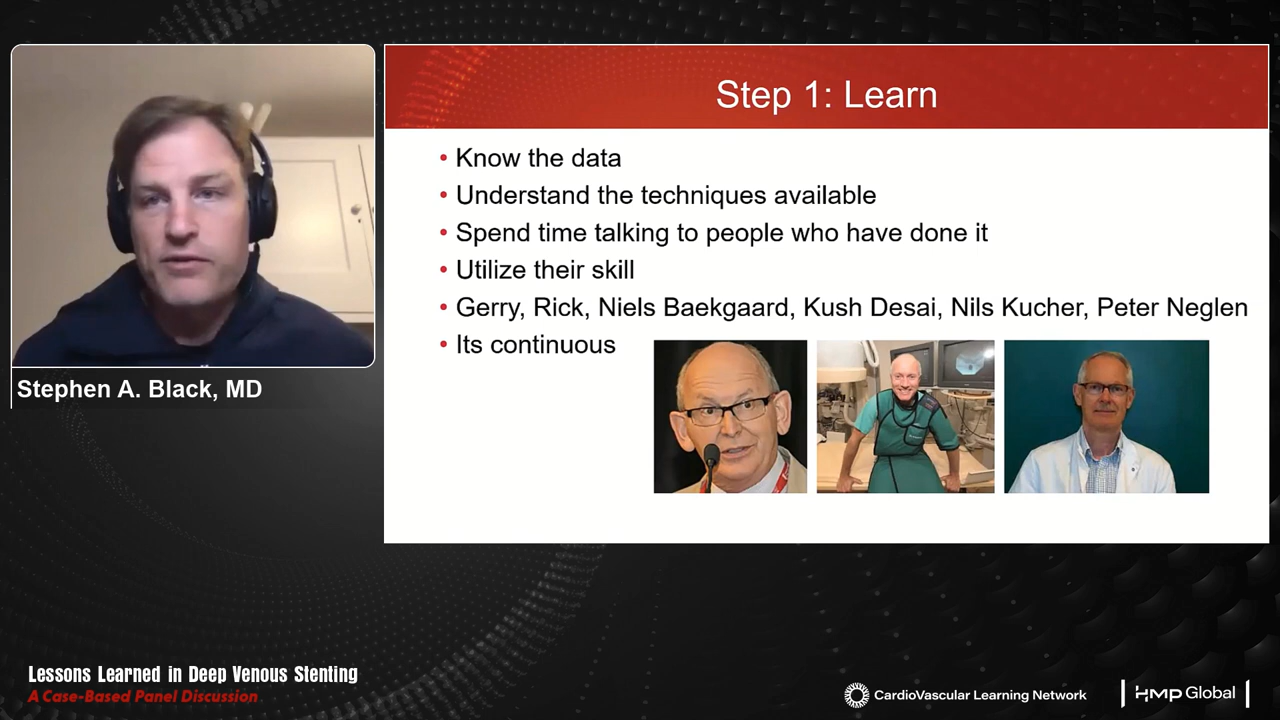 Step 1: Learn
• Know the data
• Understand the techniques available
• Spend time talking to people who have done it
• Utilize their skill
• Gerry, Rick, Niels Baekgaard, Kush Desai, Nils Kucher, Peter Neglen
• Its continuous
Stephen A. Black, MD
Lessons Learned in Deep Venous Stenting
A Case-Based Panel Discussion
CardioVascular Learning Network
HMP Global